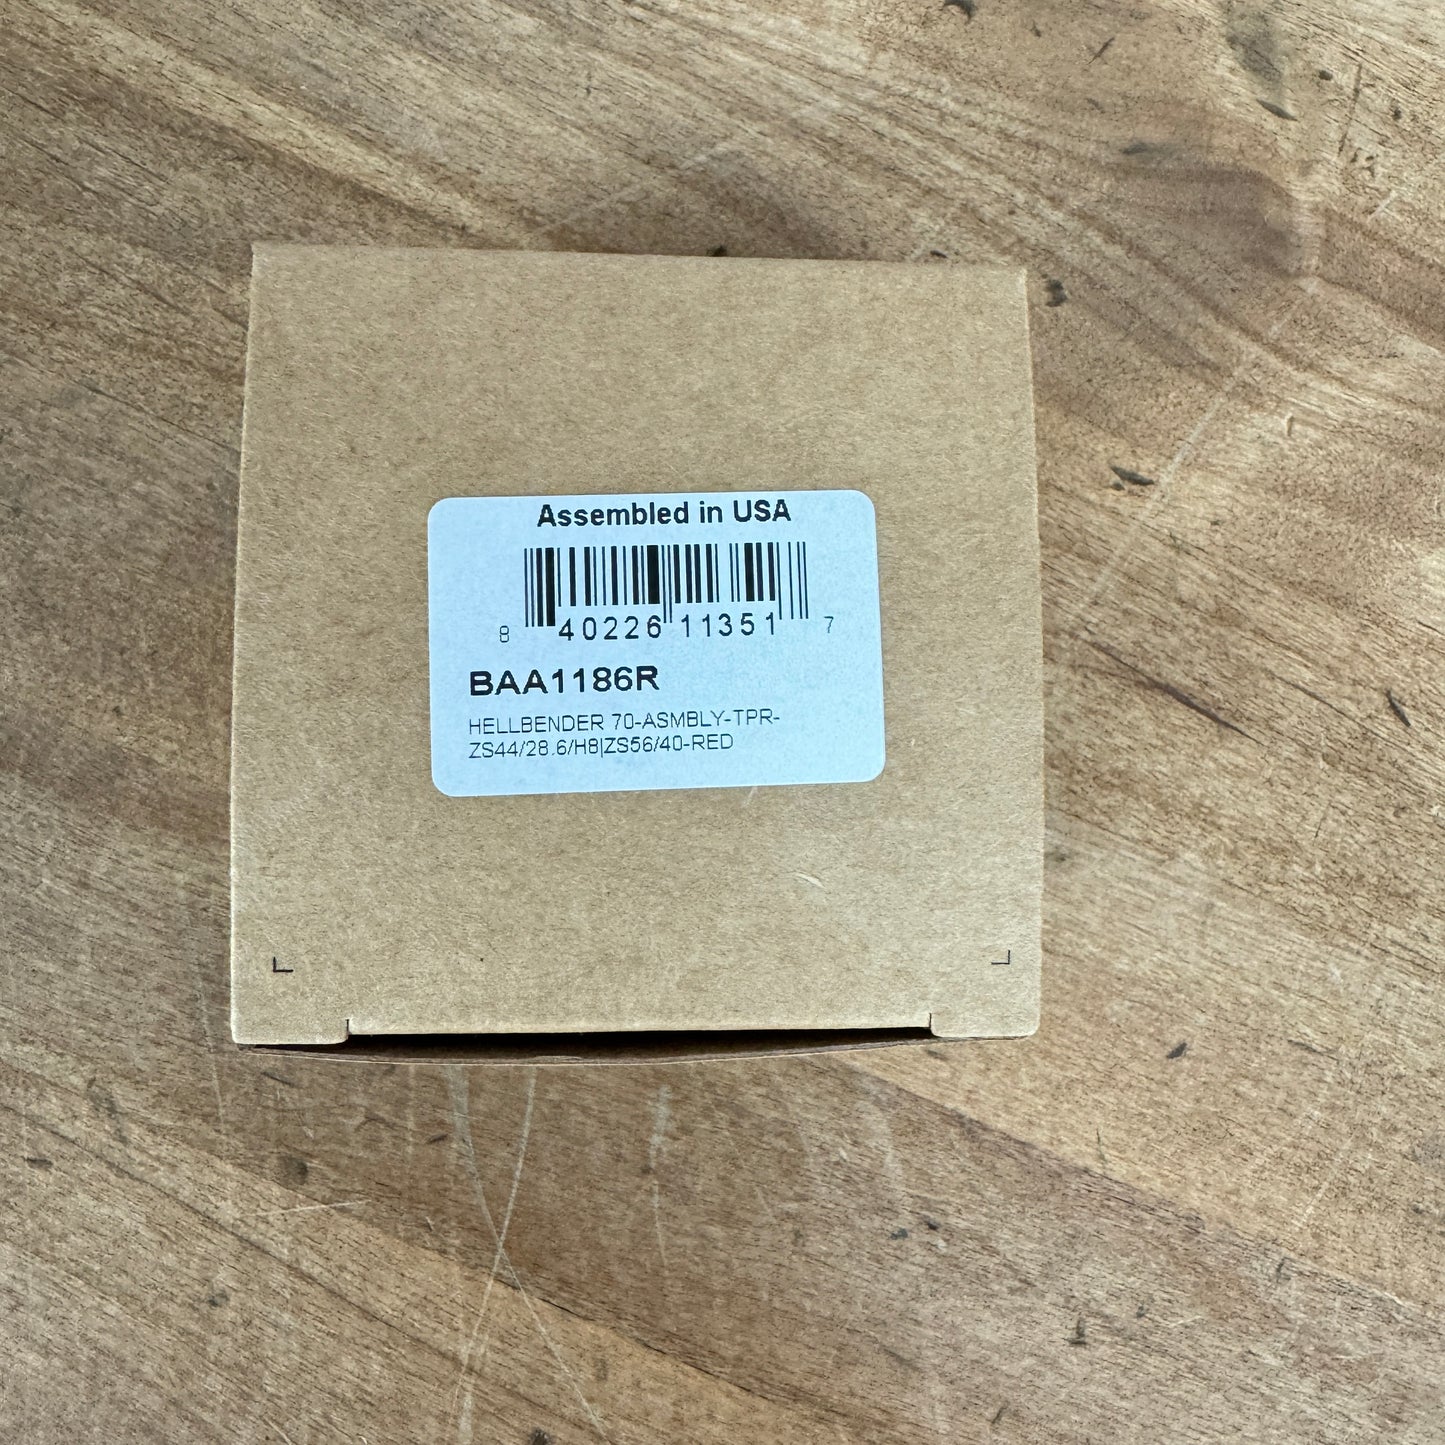 Assembled in USA
8 40226 11351 7
BAA1186R
HELLBENDER 70-ASMBLY-TPR-
ZS44/28.6/H8|ZS56/40-RED